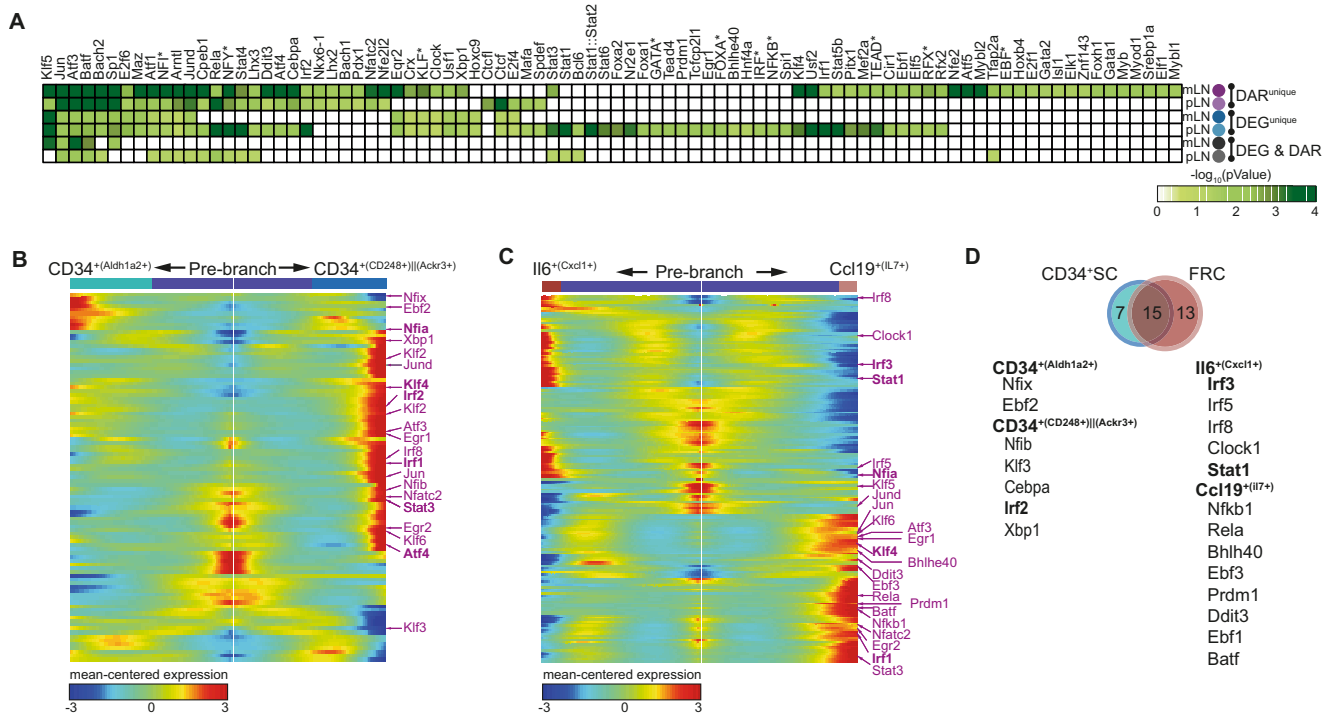 A
Klf5 Jun Atf3 Batf Bach2 Sp1 E2f6 Maz Atf1 NFI* Arntl Jund Cpeb1 Rela NFY* Stat4 Lhx3 Ddit3 Atf4 Cebpa Irf2 Nkx6-1 Lhx2 Bach1 Pdx1 Nfatc2 Nfe2l2 Egr2 Crx KLF* Clock Usf1 Xbp1 Hoxc9 Ctcfl Ctcf E2f4 Mafa Spdef Stat3 Stat1 Bcl6 Stat1::Stat2 Stat6 Foxa2 Nr2e1 Foxa1 GATA* Tead4 Prdm1 Tcfcp2l1 Egr1 FOXA* Bhlhe40 Hnf4a IRF* NFKB* Spi1 Klf4 Usf2 Irf1 Stat5b Pitx1 Mef2a TEAD* Cir1 Ebf1 Elf5 RFX* Rfx2 Nfe2 Atf5 Mybl2 Tfap2a EBF* Hoxb4 E2f1 Gata2 Isl1 Elk1 Znf143 Foxh1 Gata1 Myb Myod1 Srebp1a Elf1 Mybl1
mLN
pLN
DAR^unique
mLN
pLN
DEG^unique
mLN
pLN
DEG & DAR
-log10(pValue)
0 1 2 3 4
B
CD34+(Aldh1a2+) Pre-branch CD34+(CD248+)||(Ackr3+)
Nfix
Ebf2
Nfia
Xbp1
Klf2
Jund
Klf4
Irf2
Klf2
Atf3
Egr1
Irf8
Irf1
Jun
Nfib
Nfatc2
Stat3
Egr2
Klf6
Atf4
Klf3
mean-centered expression
-3 0 3
C
Il6+(Cxcl1+) Pre-branch Ccl19+(IL7+)
Irf8
Clock1
Irf3
Stat1
Irf5
Nfia
Klf5
Jund
Jun
Klf6
Atf3
Egr1
Klf4
Bhlhe40
Ddit3
Ebf3
Rela
Prdm1
Batf
Nfkb1
Nfatc2
Egr2
Irf1
Stat3
mean-centered expression
-3 0 3
D
CD34+SC FRC
7 15 13
CD34+(Aldh1a2+)
Nfix
Ebf2
CD34+(CD248+)||(Ackr3+)
Nfib
Klf3
Cebpa
Irf2
Xbp1
Il6+(Cxcl1+)
Irf3
Irf5
Irf8
Clock1
Stat1
Ccl19+(il7+)
Nfkb1
Rela
Bhlh40
Ebf3
Prdm1
Ddit3
Ebf1
Batf